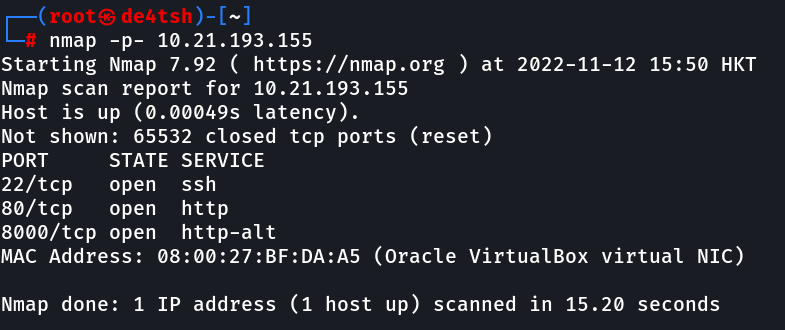 ┌──(root㉿de4tsh)-[~]
└─# nmap -p- 10.21.193.155
Starting Nmap 7.92 ( https://nmap.org ) at 2022-11-12 15:50 HKT
Nmap scan report for 10.21.193.155
Host is up (0.00049s latency).
Not shown: 65532 closed tcp ports (reset)
PORT     STATE SERVICE
22/tcp   open  ssh
80/tcp   open  http
8000/tcp open  http-alt
MAC Address: 08:00:27:BF:DA:A5 (Oracle VirtualBox virtual NIC)
Nmap done: 1 IP address (1 host up) scanned in 15.20 seconds